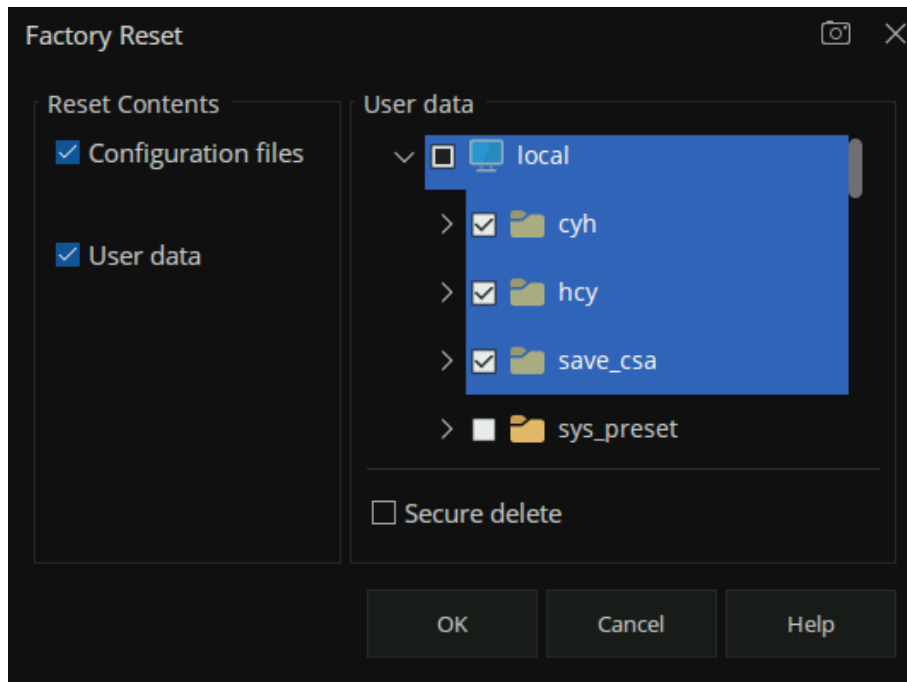 Factory Reset
Reset Contents
Configuration files
User data
User data
local
cyh
hcy
save_csa
sys_preset
Secure delete
OK
Cancel
Help